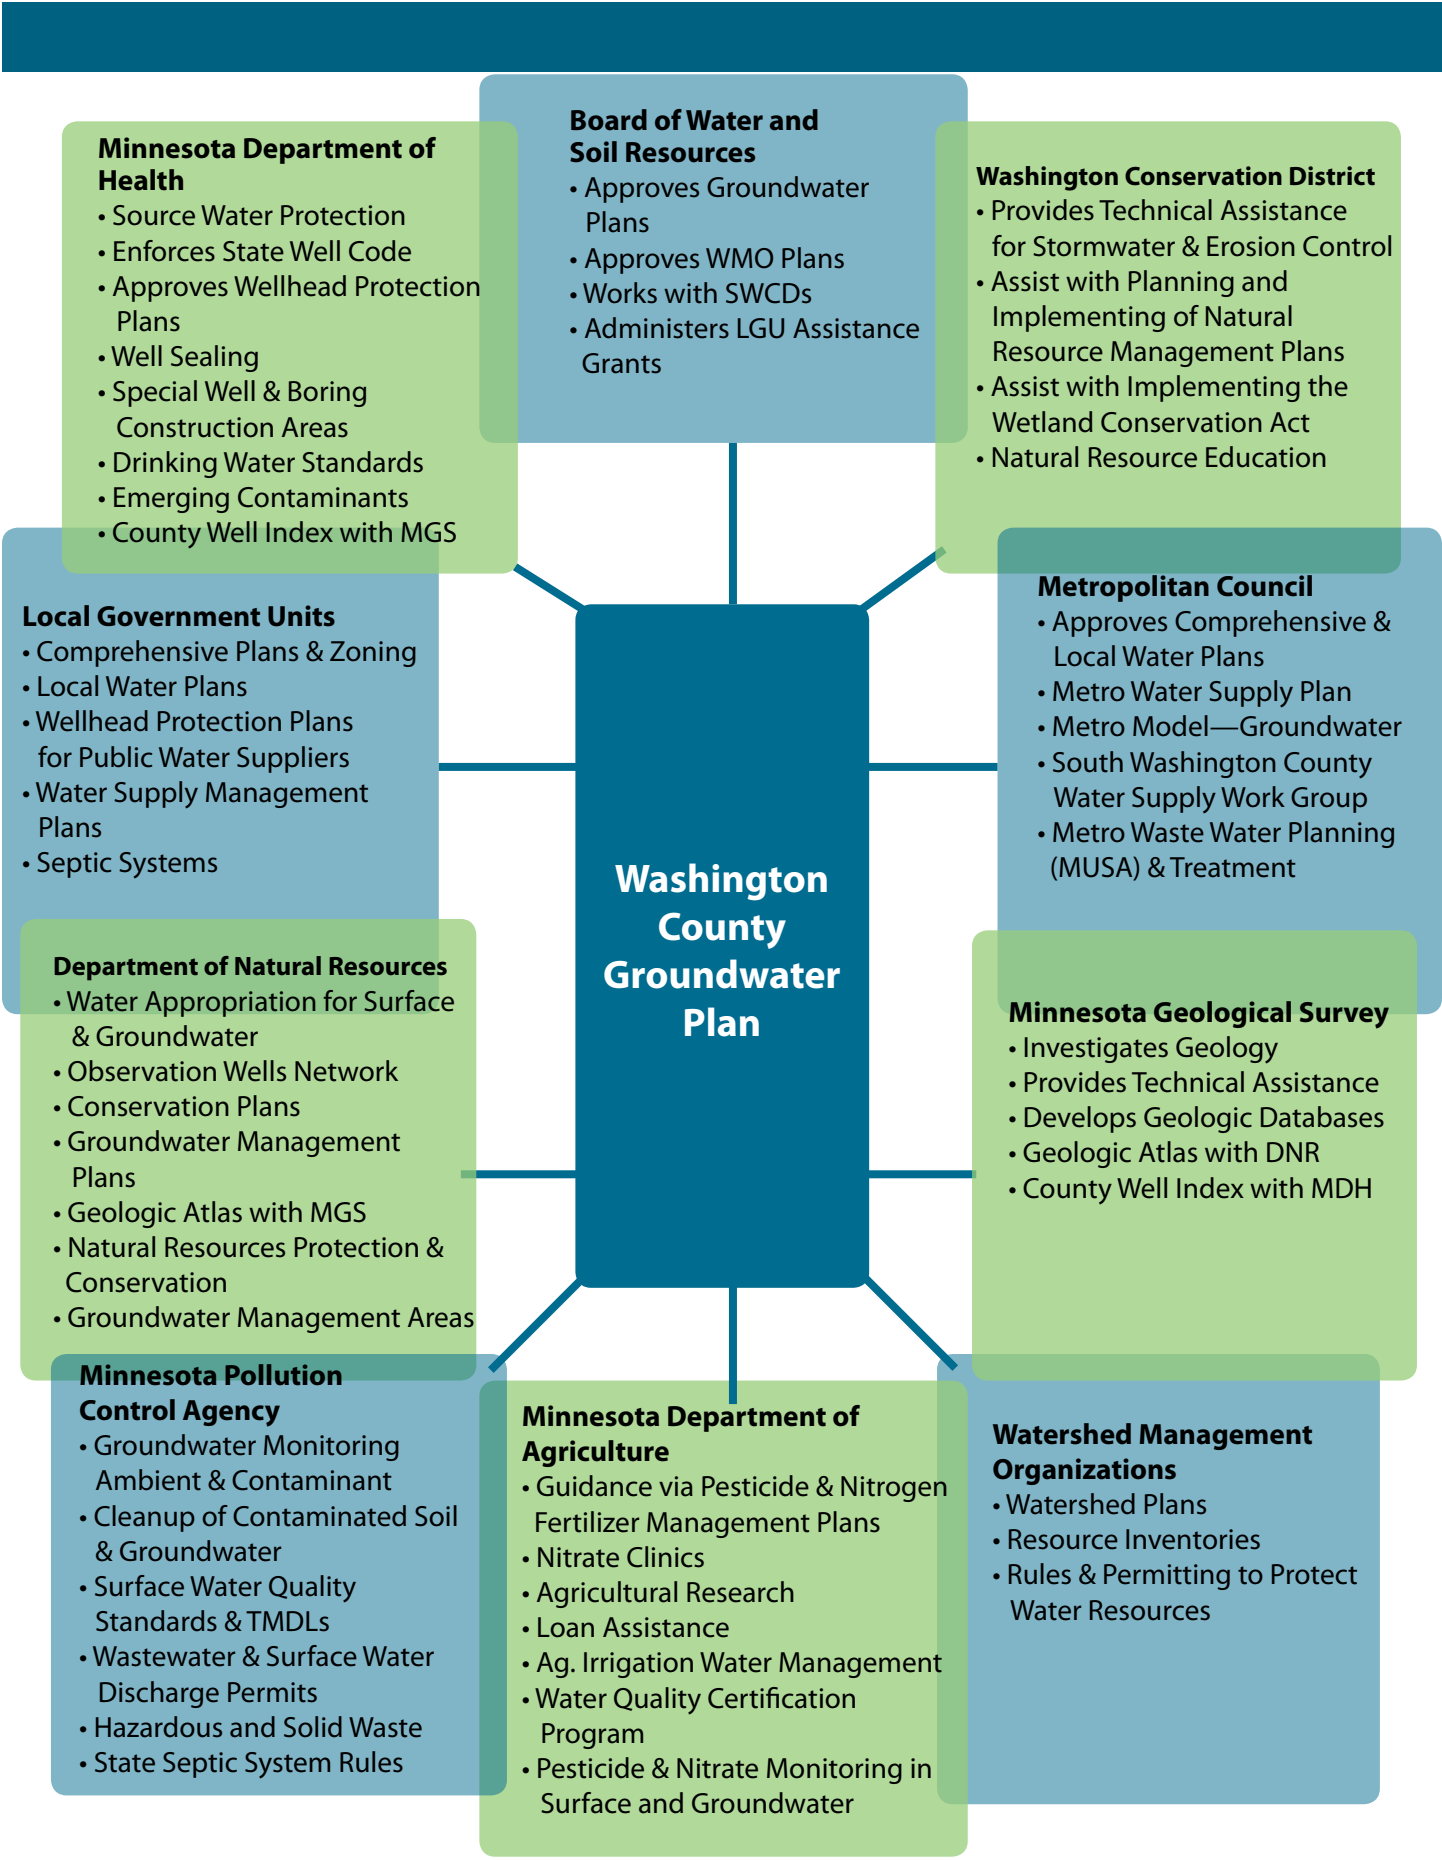 Minnesota Department of
Health
• Source Water Protection
• Enforces State Well Code
• Approves Wellhead Protection
Plans
• Well Sealing
• Special Well & Boring
Construction Areas
• Drinking Water Standards
• Emerging Contaminants
• County Well Index with MGS
Board of Water and
Soil Resources
• Approves Groundwater
Plans
• Approves WMO Plans
• Works with SWCDs
• Administers LGU Assistance
Grants
Washington Conservation District
• Provides Technical Assistance
for Stormwater & Erosion Control
• Assist with Planning and
Implementing of Natural
Resource Management Plans
• Assist with Implementing the
Wetland Conservation Act
• Natural Resource Education
Local Government Units
• Comprehensive Plans & Zoning
• Local Water Plans
• Wellhead Protection Plans
for Public Water Suppliers
• Water Supply Management
Plans
• Septic Systems
Washington
County
Groundwater
Plan
Metropolitan Council
• Approves Comprehensive &
Local Water Plans
• Metro Water Supply Plan
• Metro Model—Groundwater
• South Washington County
Water Supply Work Group
• Metro Waste Water Planning
(MUSA) & Treatment
Department of Natural Resources
• Water Appropriation for Surface
& Groundwater
• Observation Wells Network
• Conservation Plans
• Groundwater Management
Plans
• Geologic Atlas with MGS
• Natural Resources Protection &
Conservation
• Groundwater Management Areas
Minnesota Geological Survey
• Investigates Geology
• Provides Technical Assistance
• Develops Geologic Databases
• Geologic Atlas with DNR
• County Well Index with MDH
Minnesota Pollution
Control Agency
• Groundwater Monitoring
Ambient & Contaminant
• Cleanup of Contaminated Soil
& Groundwater
• Surface Water Quality
Standards & TMDLs
• Wastewater & Surface Water
Discharge Permits
• Hazardous and Solid Waste
• State Septic System Rules
Minnesota Department of
Agriculture
• Guidance via Pesticide & Nitrogen
Fertilizer Management Plans
• Nitrate Clinics
• Agricultural Research
• Loan Assistance
• Ag. Irrigation Water Management
• Water Quality Certification
Program
• Pesticide & Nitrate Monitoring in
Surface and Groundwater
Watershed Management
Organizations
• Watershed Plans
• Resource Inventories
• Rules & Permitting to Protect
Water Resources